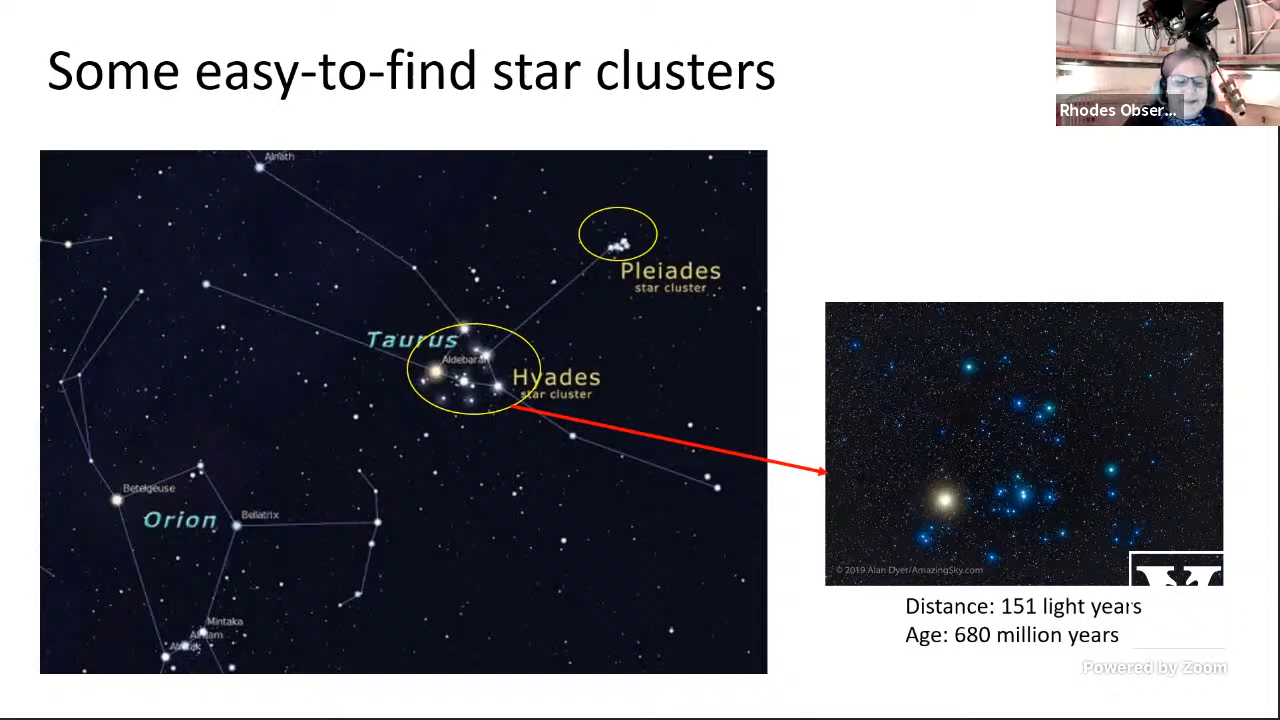 Some easy-to-find star clusters
Rhodes Obser...
Alnath
Pleiades
star cluster
Taurus
Aldebaran
Hyades
star cluster
Betelgeuse
Orion
Bellatrix
Mintaka
© 2019 Alan Dyer/AmazingSky.com
Distance: 151 light years
Age: 680 million years
Powered by Zoom